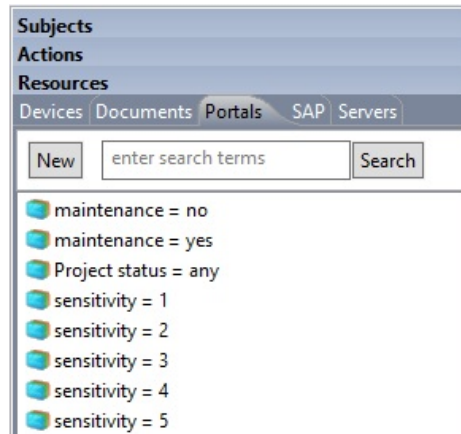 Subjects
Actions
Resources
Devices Documents Portals SAP Servers
New enter search terms Search
maintenance = no
maintenance = yes
Project status = any
sensitivity = 1
sensitivity = 2
sensitivity = 3
sensitivity = 4
sensitivity = 5